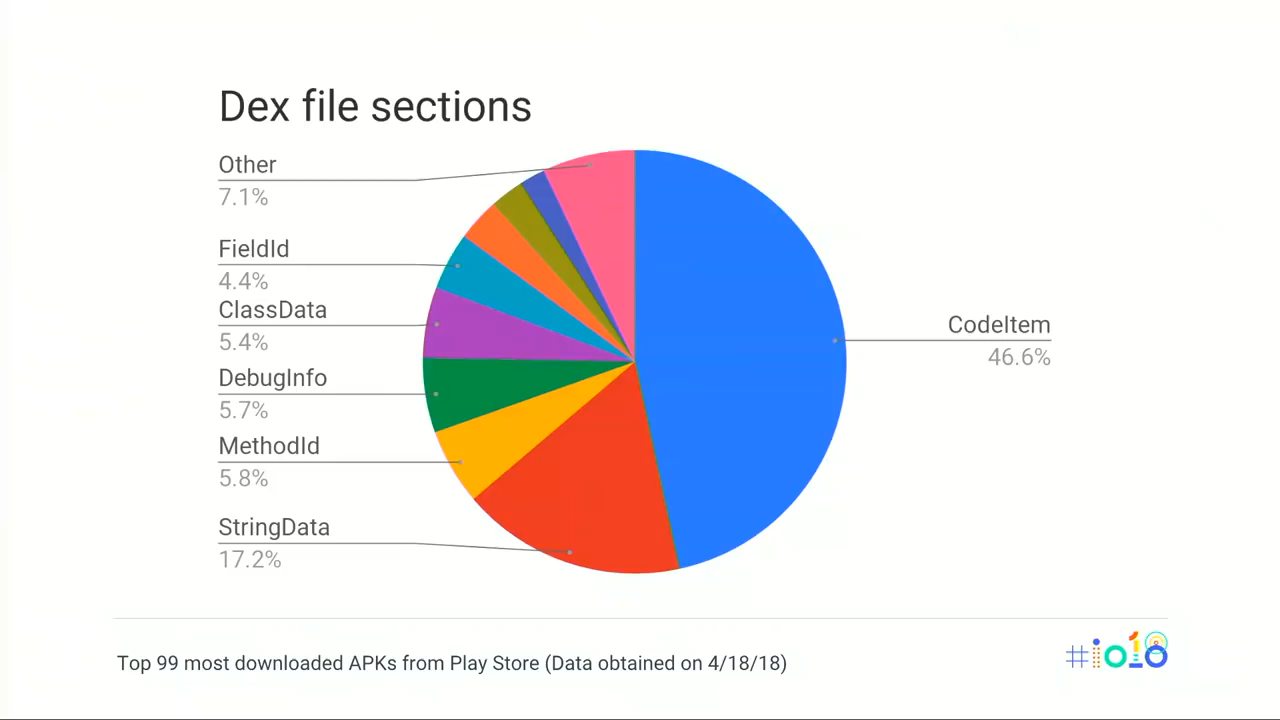 Dex file sections
Other
7.1%
FieldId
4.4%
ClassData
5.4%
DebugInfo
5.7%
MethodId
5.8%
StringData
17.2%
CodeItem
46.6%
Top 99 most downloaded APKs from Play Store (Data obtained on 4/18/18)
#io18